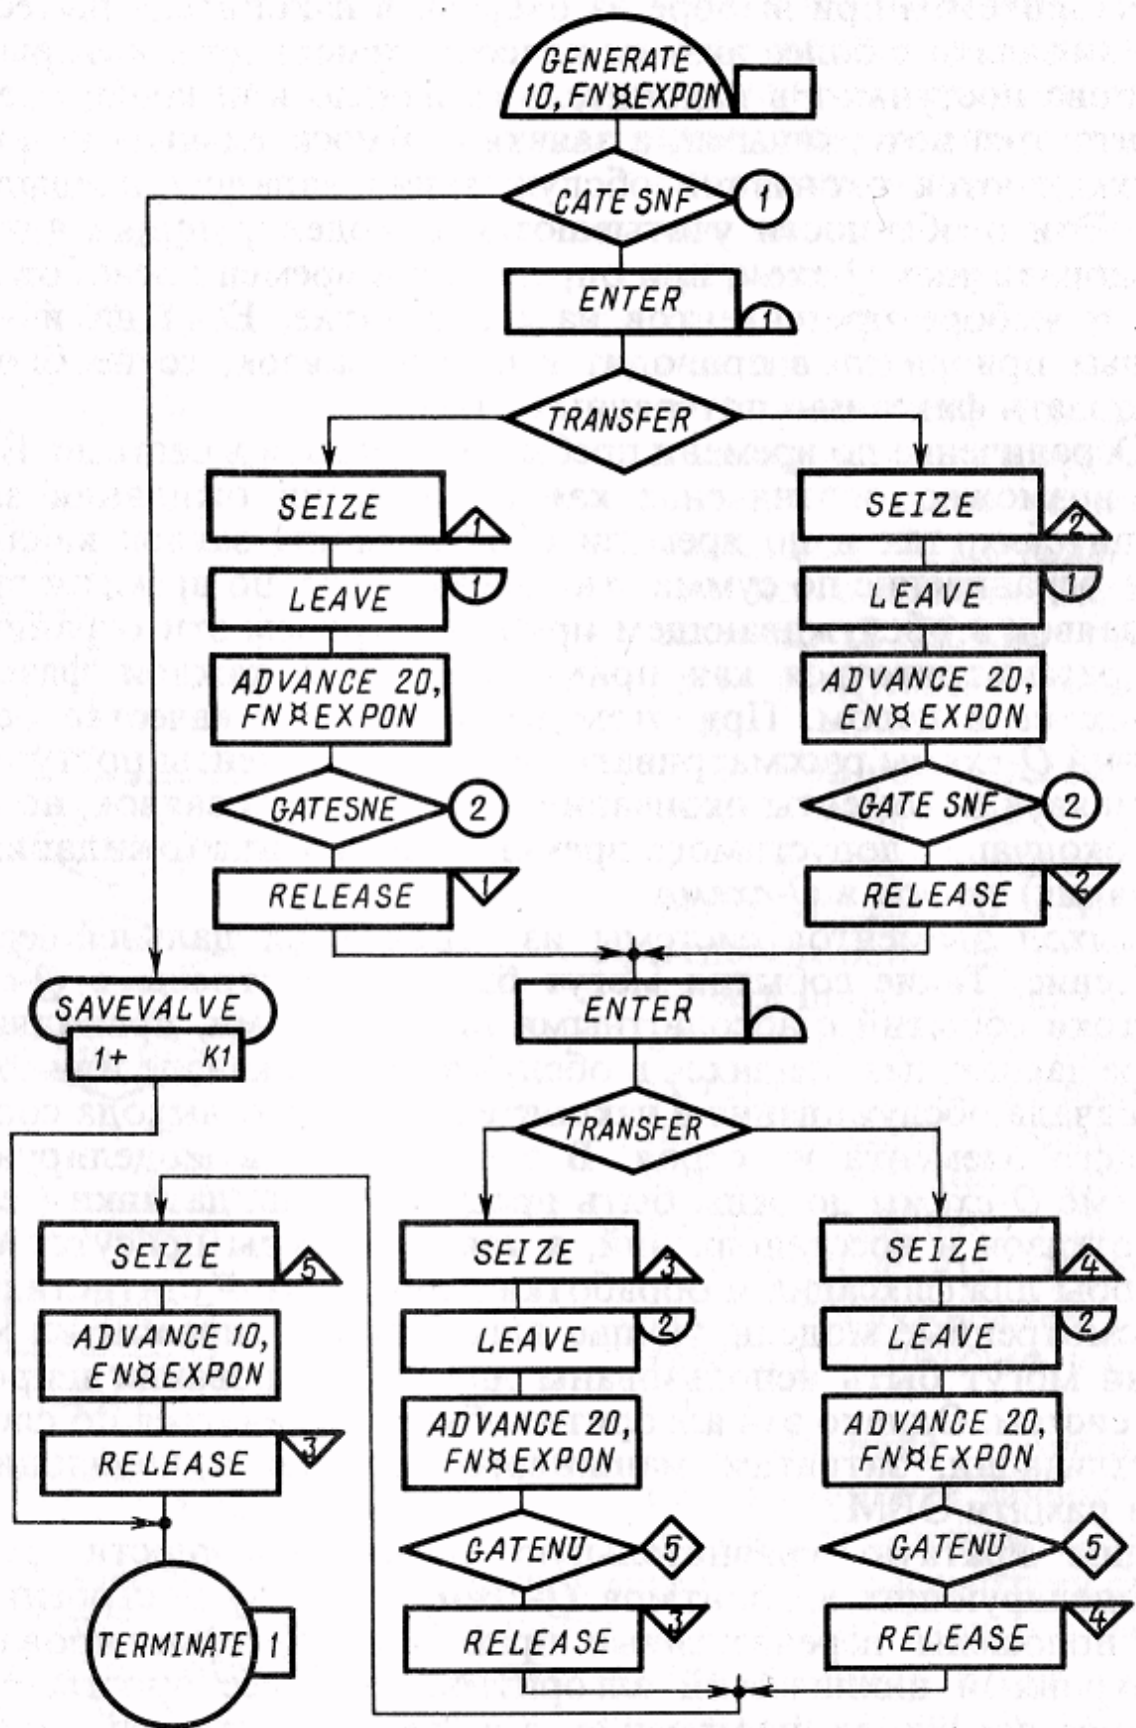 GENERATE
10, FN¤EXPON
CATE SNF 1
ENTER
1
TRANSFER
SEIZE 1
SEIZE 2
LEAVE 1
LEAVE 1
ADVANCE 20,
FN¤EXPON
ADVANCE 20,
EN¤EXPON
GATESNE 2
GATE SNF 2
RELEASE 1
RELEASE 2
SAVEVALVE
1+ K1
ENTER
TRANSFER
SEIZE 5
SEIZE 3
SEIZE 4
ADVANCE 10,
EN¤EXPON
LEAVE 2
LEAVE 2
ADVANCE 20,
FN¤EXPON
ADVANCE 20,
FN¤EXPON
RELEASE 3
GATENU 5
GATENU 5
RELEASE 3
RELEASE 4
TERMINATE 1